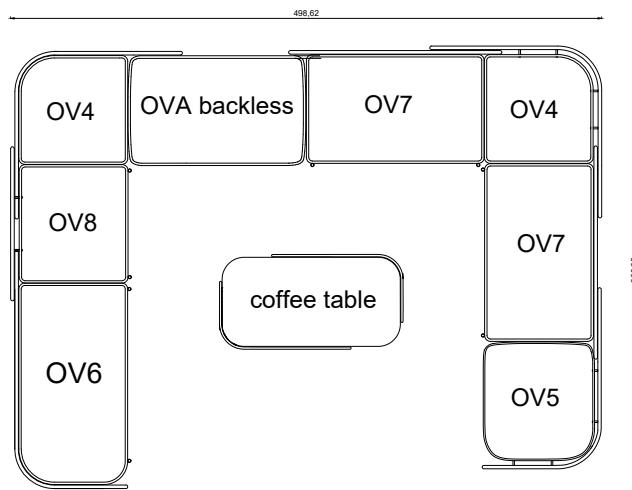 498,62
OV4
OVA backless
OV7
OV4
OV8
OV7
coffee table
OV6
OV5